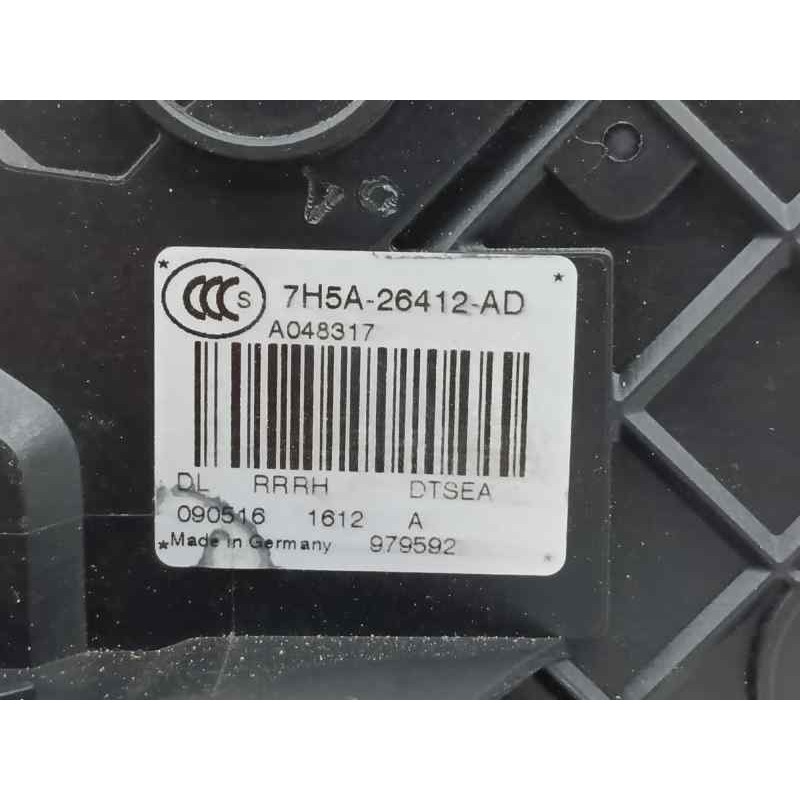 CCC S 7H5A-26412-AD
A048317
DL RRRH DTSEA
090516 1612 A
Made in Germany 979592